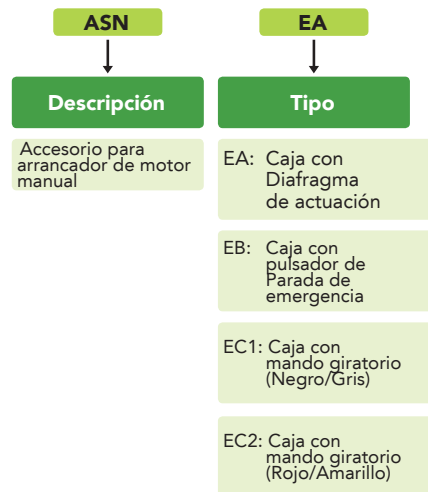 ASN
EA
Descripción
Tipo
Accesorio para
arrancador de motor
manual
EA: Caja con
Diafragma
de actuación
EB: Caja con
pulsador de
Parada de
emergencia
EC1: Caja con
mando giratorio
(Negro/Gris)
EC2: Caja con
mando giratorio
(Rojo/Amarillo)